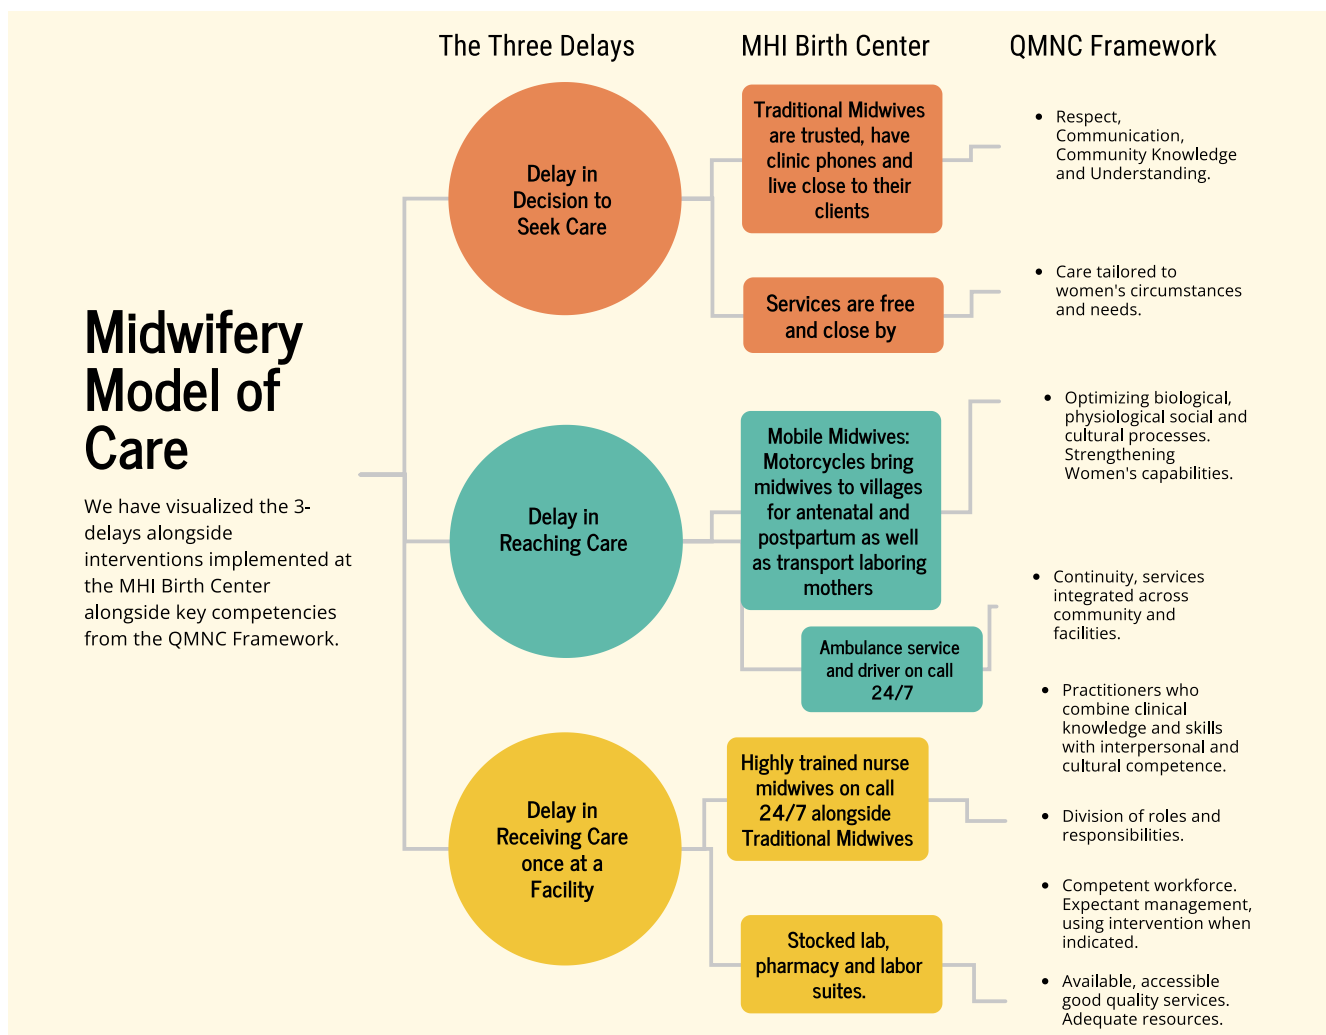 The Three Delays
MHI Birth Center
QMNC Framework
Midwifery
Model of
Care
We have visualized the 3-
delays alongside
interventions implemented at
the MHI Birth Center
alongside key competencies
from the QMNC Framework.
Delay in
Decision to
Seek Care
Traditional Midwives
are trusted, have
clinic phones and
live close to their
clients
• Respect,
Communication,
Community Knowledge
and Understanding.
Services are free
and close by
• Care tailored to
women's circumstances
and needs.
Delay in
Reaching Care
Mobile Midwives:
Motorcycles bring
midwives to villages
for antenatal and
postpartum as well
as transport laboring
mothers
• Optimizing biological,
physiological social and
cultural processes.
Strengthening
Women's capabilities.
Ambulance service
and driver on call
24/7
• Continuity, services
integrated across
community and
facilities.
Delay in
Receiving Care
once at a
Facility
Highly trained nurse
midwives on call
24/7 alongside
Traditional Midwives
• Practitioners who
combine clinical
knowledge and skills
with interpersonal and
cultural competence.
• Division of roles and
responsibilities.
Stocked lab,
pharmacy and labor
suites.
• Competent workforce.
Expectant management,
using intervention when
indicated.
• Available, accessible
good quality services.
Adequate resources.